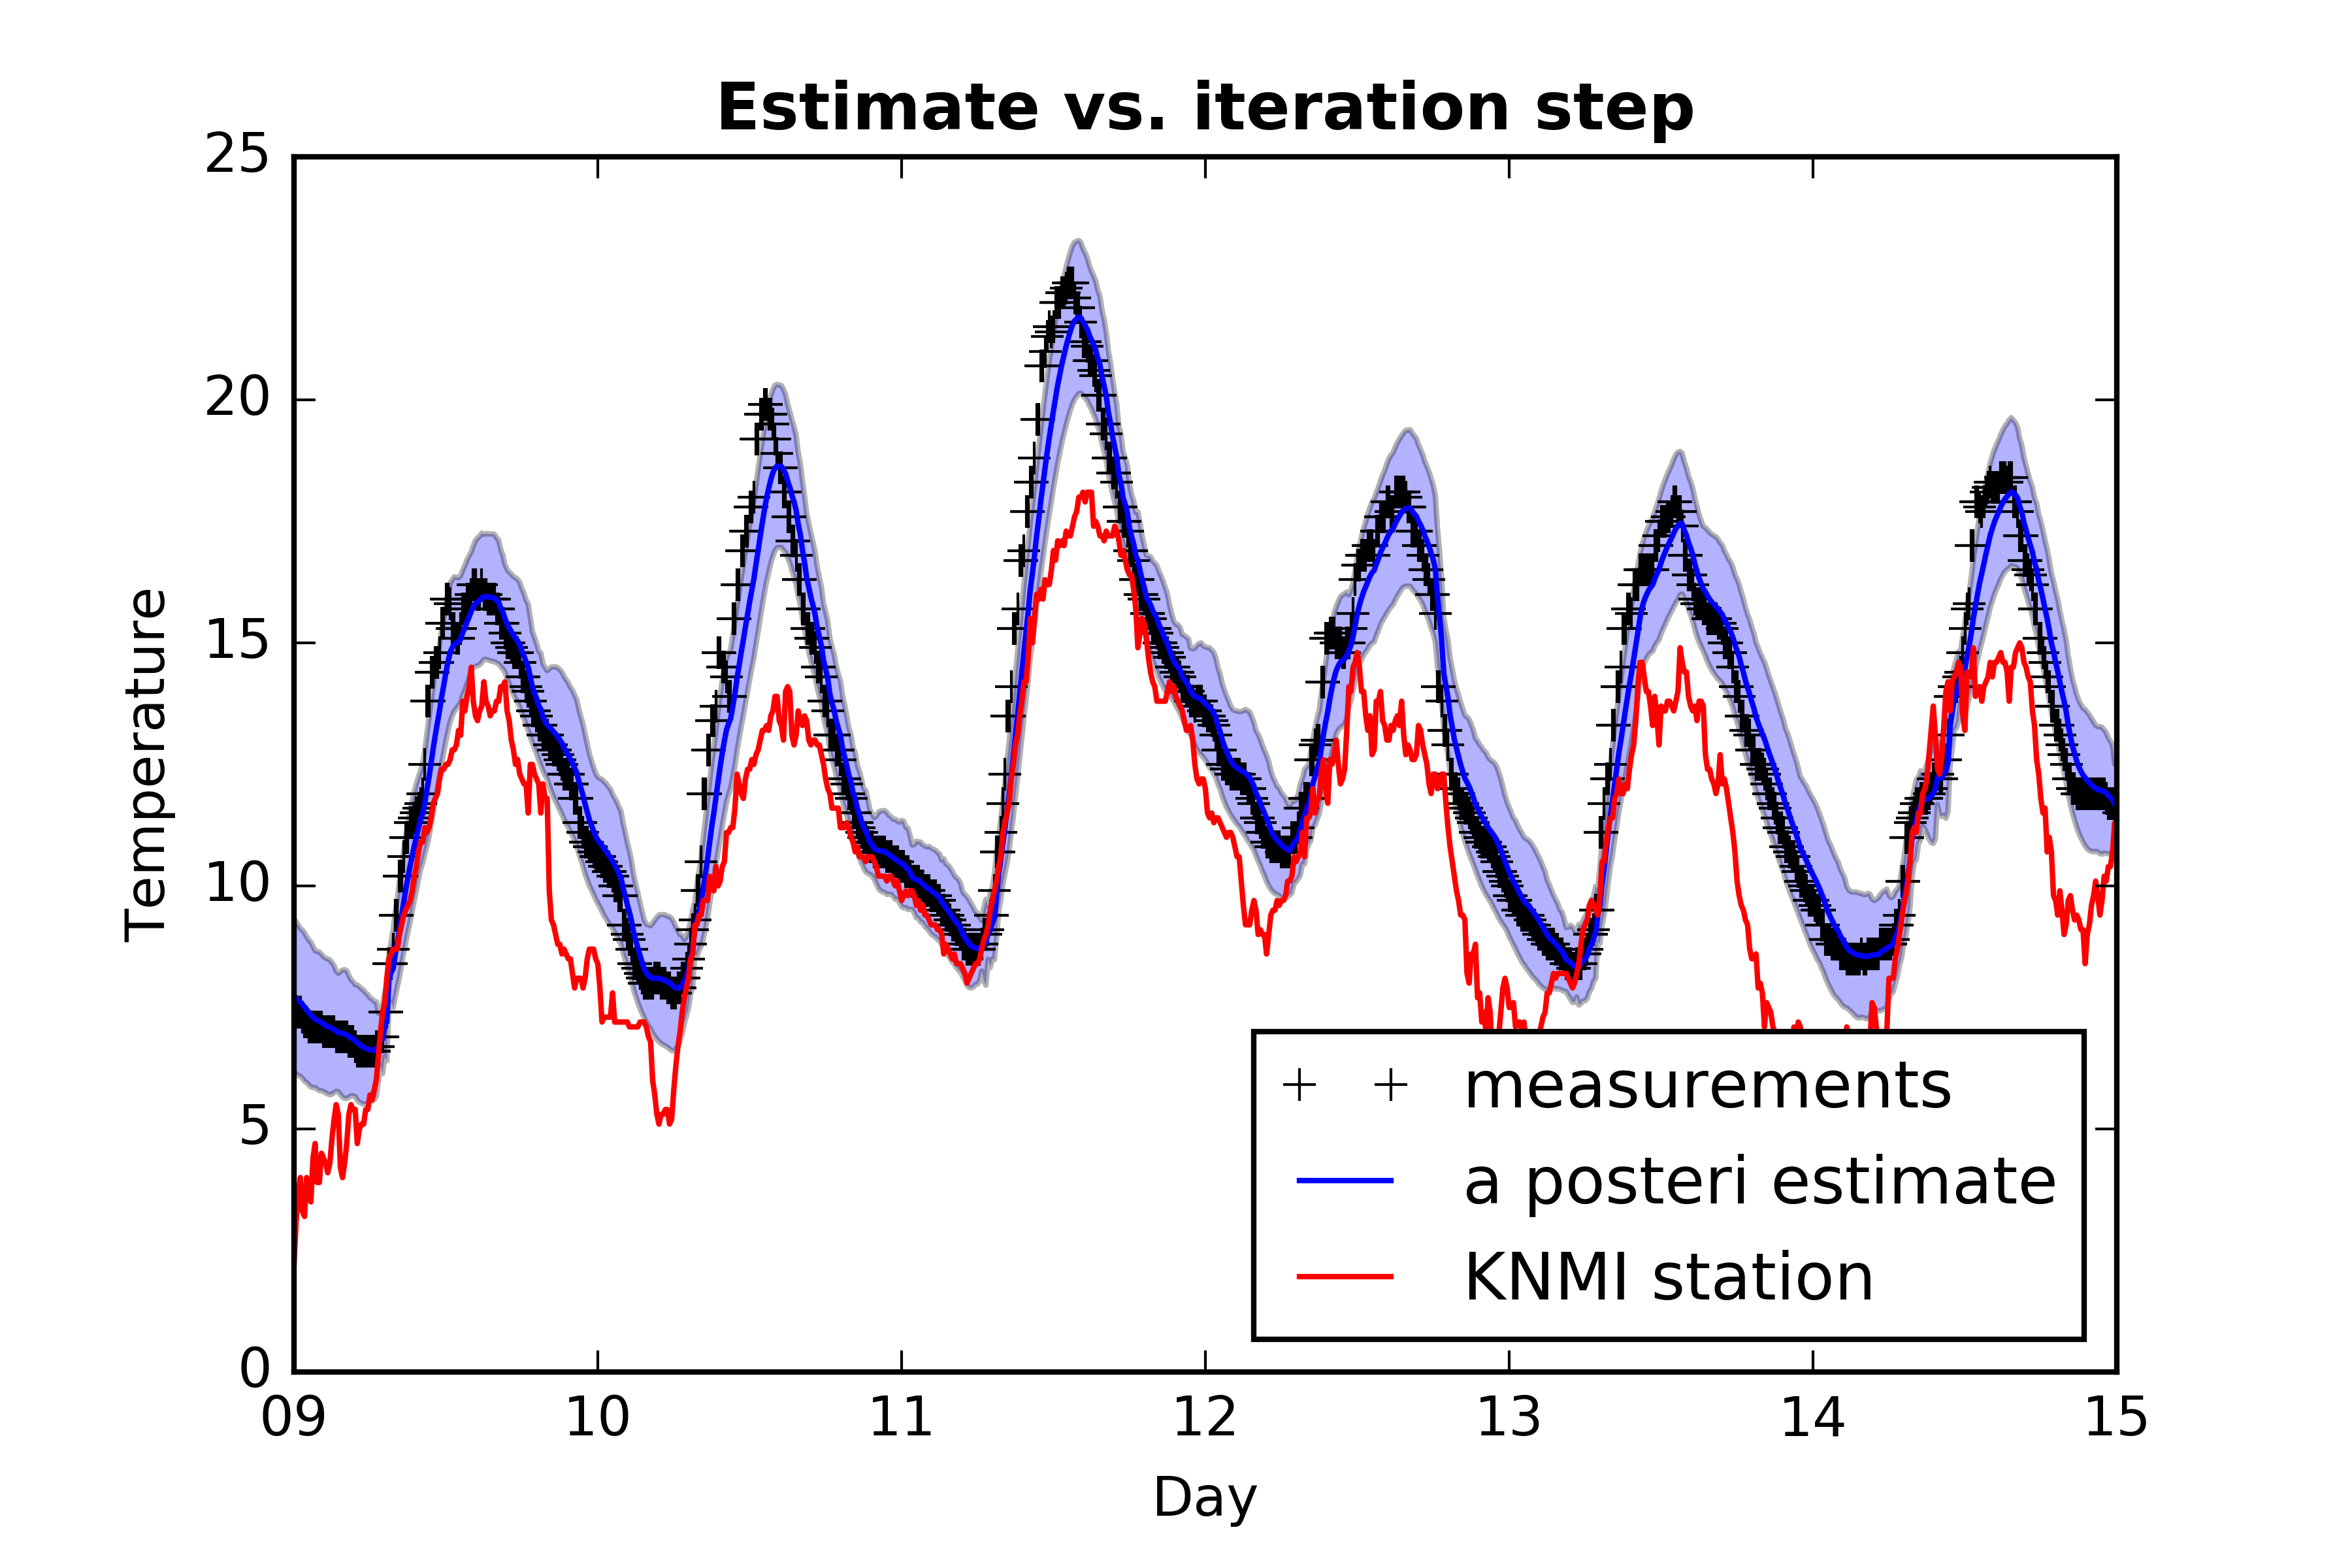 Estimate vs. iteration step
25
20
15
10
5
0
Temperature
09 10 11 12 13 14 15
Day
measurements
a posteri estimate
KNMI station